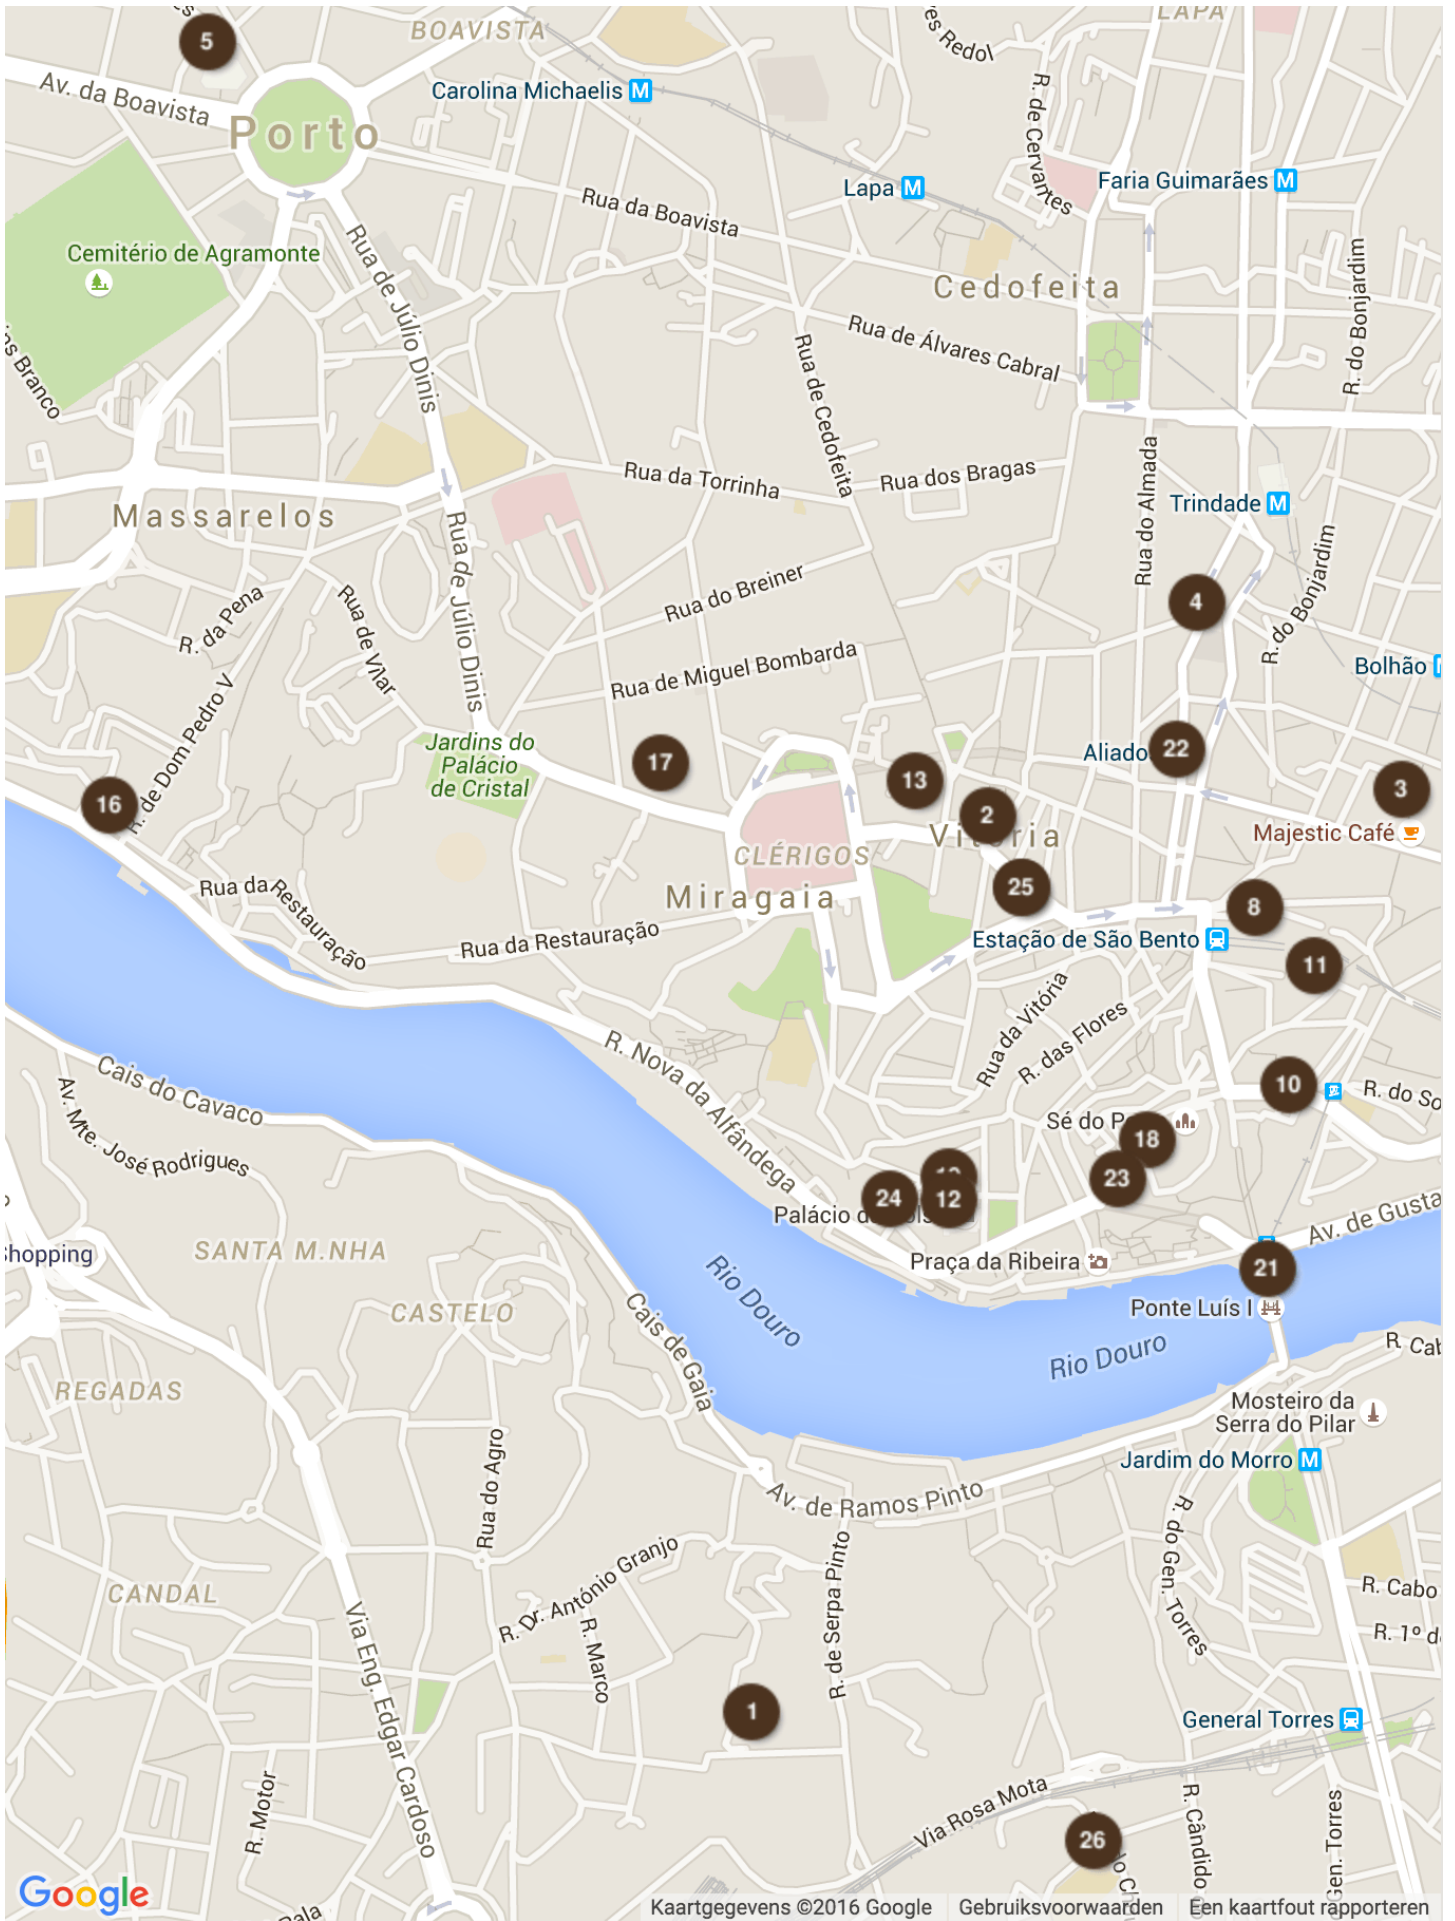 LAPA
5
BOAVISTA
es Redol
Av. da Boavista
Carolina Michaelis M
R. de Cervantes
Porto
Lapa M
Faria Guimarães M
Rua da Boavista
Cemitério de Agramonte
Rua de Júlio Dinis
Cedofeita
R. do Bonjardim
Rua de Álvares Cabral
Branco
Rua de Cedofeita
Rua da Torrinha
Rua dos Bragas
Rua do Almada
Trindade M
Massarelos
Rua de Júlio Dinis
Rua do Breiner
4
R. do Bonjardim
R. da Pena
Rua de Vilar
Rua de Miguel Bombarda
Bolhão
R. de Dom Pedro V
Jardins do
Palácio
de Cristal
17
13
Aliado
22
3
16
2
Majestic Café
CLÉRIGOS
Miragaia
25
8
Rua da Restauração
Rua da Restauração
Estação de São Bento
11
Rua da Vitória
R. das Flores
R. Nova da Alfândega
10
R. do So
Cais do Cavaco
Av. Mte. José Rodrigues
Sé do P
18
23
24
12
Palácio d
Av. de Gusta
Shopping
SANTA M.NHA
Praça da Ribeira
21
Rio Douro
Ponte Luís I
CASTELO
Cais de Gaia
Rio Douro
R. Cab
REGADAS
Mosteiro da
Serra do Pilar
Jardim do Morro M
Rua do Agro
Av. de Ramos Pinto
R. do Gen. Torres
R. Dr. António Granjo
R. de Serpa Pinto
CANDAL
R. Cabo
R. Marco
R. 1º d
Via Eng. Edgar Cardoso
1
General Torres
R. Motor
Via Rosa Mota
R. Cândido
Gen. Torres
26
Google
Kaartgegevens ©2016 Google
Gebruiksvoorwaarden
Een kaartfout rapporteren